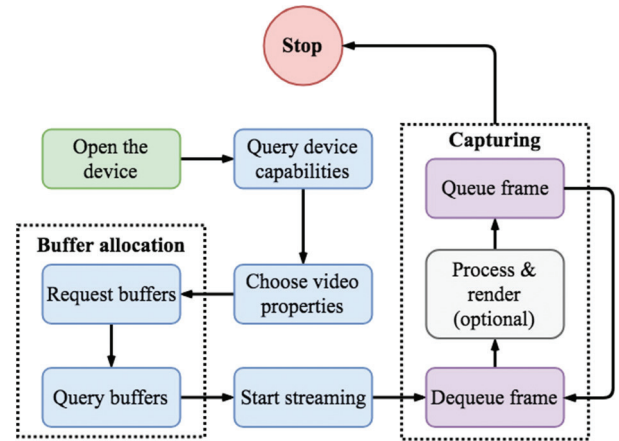 Stop
Open the
device
Query device
capabilities
Capturing
Queue frame
Buffer allocation
Request buffers
Choose video
properties
Process &
render
(optional)
Query buffers
Start streaming
Dequeue frame